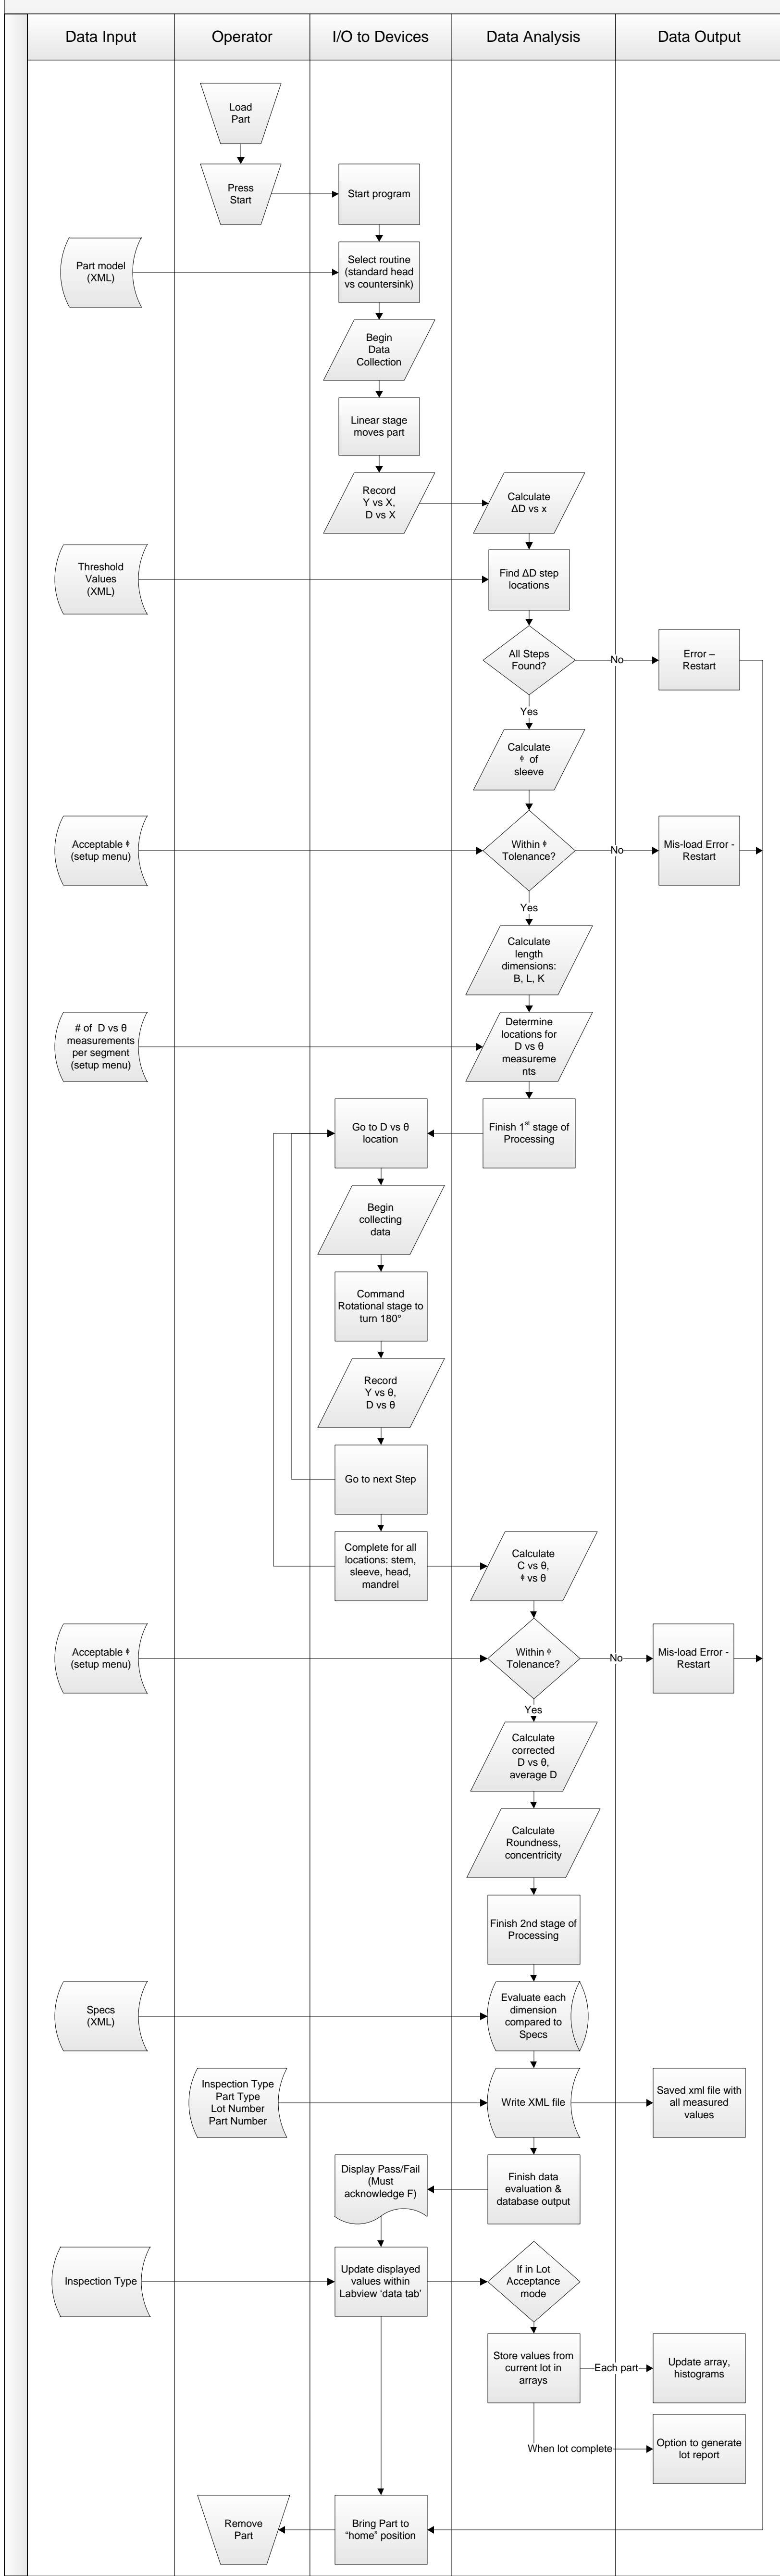 Data Input
Operator
I/O to Devices
Data Analysis
Data Output
Load
Part
Press
Start
Start program
Part model
(XML)
Select routine
(standard head
vs countersink)
Begin
Data
Collection
Linear stage
moves part
Record
Y vs X,
D vs X
Calculate
ΔD vs x
Threshold
Values
(XML)
Find ΔD step
locations
All Steps
Found?
No
Error –
Restart
Yes
Calculate
ᶲ of
sleeve
Acceptable ᶲ
(setup menu)
Within ᶲ
Tolenance?
No
Mis-load Error -
Restart
Yes
Calculate
length
dimensions:
B, L, K
# of D vs θ
measurements
per segment
(setup menu)
Determine
locations for
D vs θ
measureme
nts
Go to D vs θ
location
Finish 1st stage of
Processing
Begin
collecting
data
Command
Rotational stage to
turn 180°
Record
Y vs θ,
D vs θ
Go to next Step
Complete for all
locations: stem,
sleeve, head,
mandrel
Calculate
C vs θ,
ᶲ vs θ
Acceptable ᶲ
(setup menu)
Within ᶲ
Tolenance?
No
Mis-load Error -
Restart
Yes
Calculate
corrected
D vs θ,
average D
Calculate
Roundness,
concentricity
Finish 2nd stage of
Processing
Specs
(XML)
Evaluate each
dimension
compared to
Specs
Inspection Type
Part Type
Lot Number
Part Number
Write XML file
Saved xml file with
all measured
values
Display Pass/Fail
(Must
acknowledge F)
Finish data
evaluation &
database output
Inspection Type
Update displayed
values within
Labview ‘data tab’
If in Lot
Acceptance
mode
Store values from
current lot in
arrays
Each part
Update array,
histograms
When lot complete
Option to generate
lot report
Remove
Part
Bring Part to
“home” position